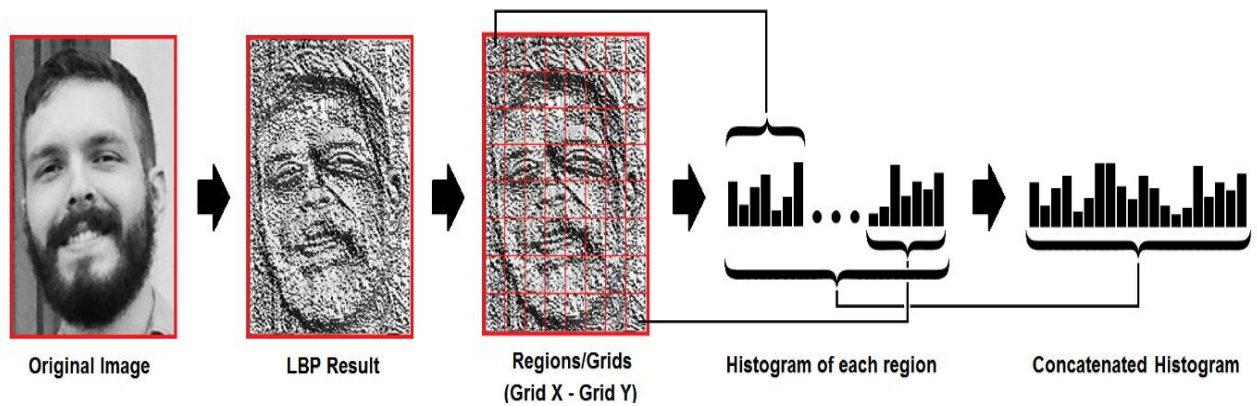 Original Image
LBP Result
Regions/Grids
(Grid X - Grid Y)
Histogram of each region
Concatenated Histogram